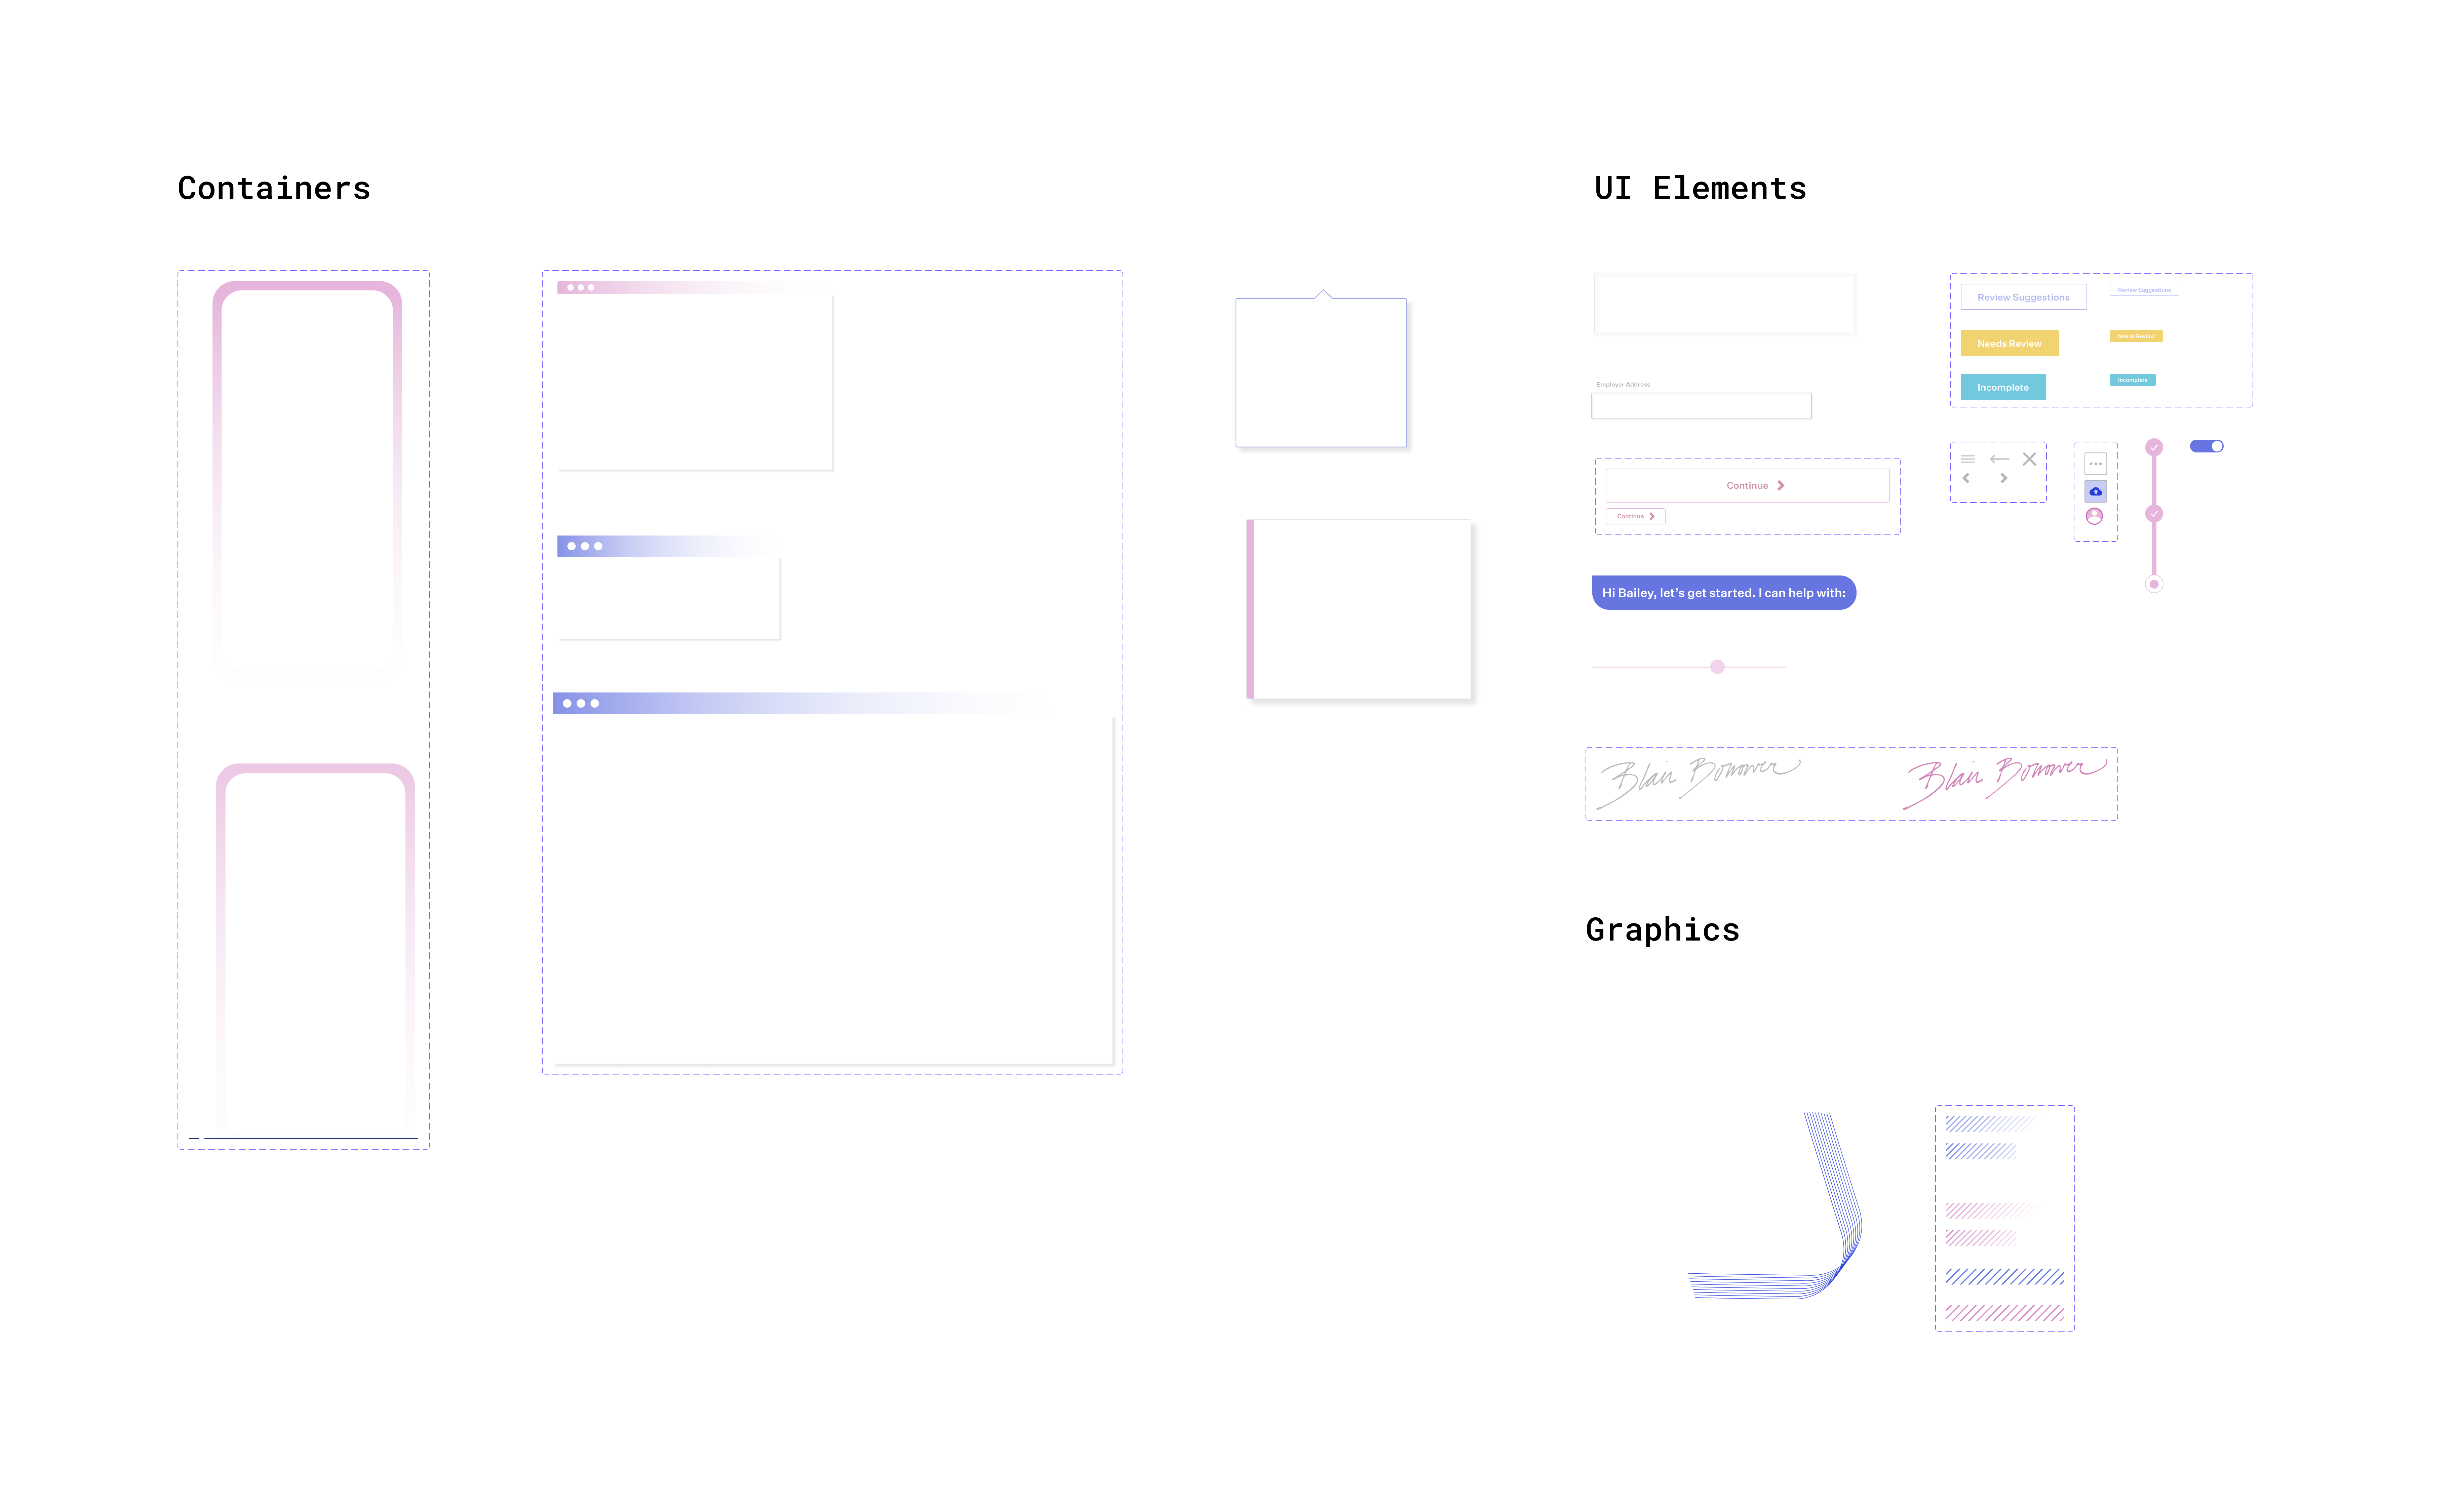 Containers
UI Elements
Review Suggestions
Review Suggestions
Needs Review
Needs Review
Incomplete
Incomplete
Employer Address
Continue
Continue
Hi Bailey, let's get started. I can help with:
Blair Borrower
Blair Borrower
Graphics